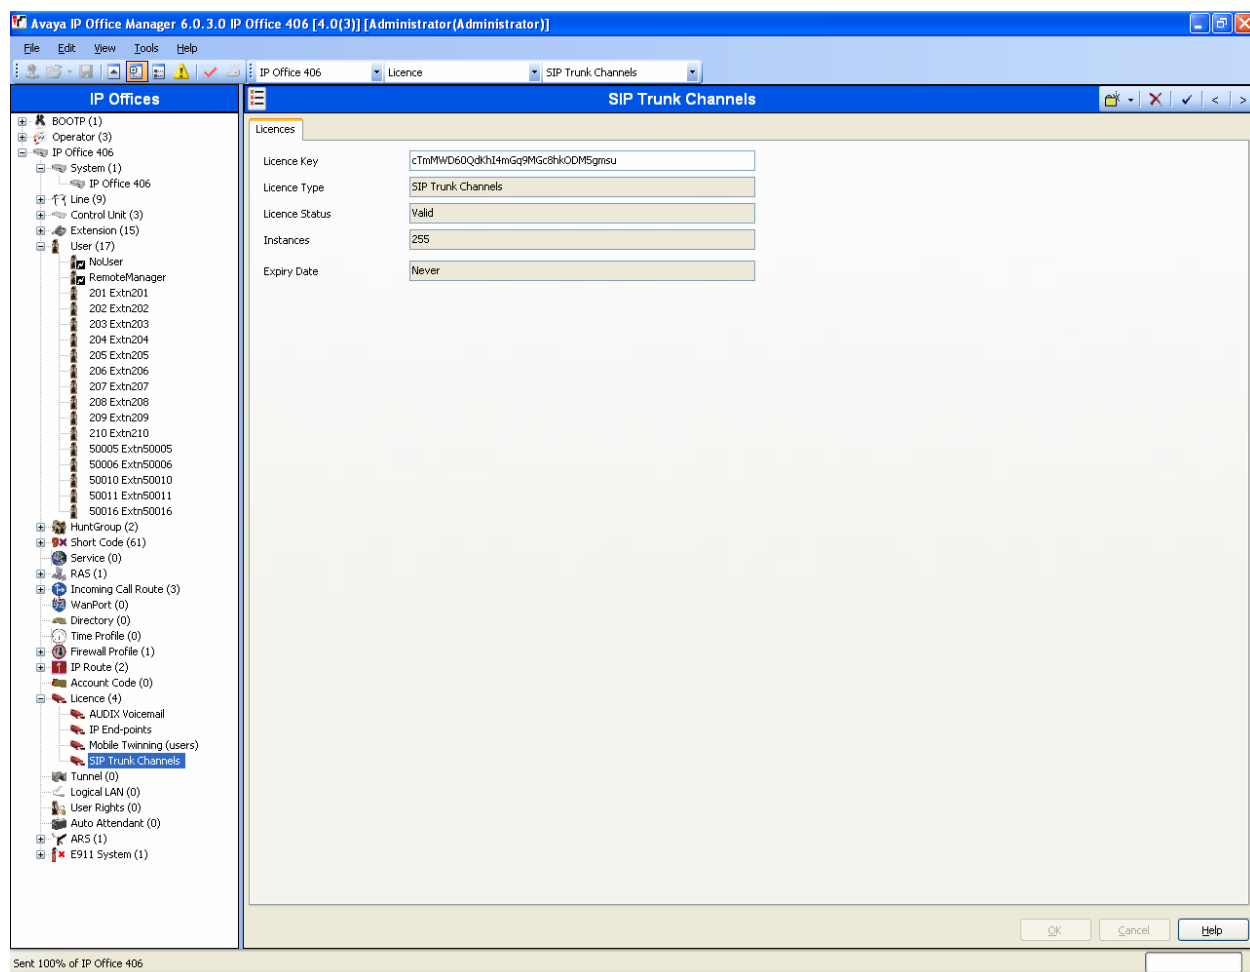 Avaya IP Office Manager 6.0.3.0 IP Office 406 [4.0(3)] [Administrator(Administrator)]
File Edit View Tools Help
IP Office 406 Licence SIP Trunk Channels
IP Offices
BOOTP (1)
Operator (3)
IP Office 406
System (1)
IP Office 406
Line (9)
Control Unit (3)
Extension (15)
User (17)
NoUser
RemoteManager
201 Extn201
202 Extn202
203 Extn203
204 Extn204
205 Extn205
206 Extn206
207 Extn207
208 Extn208
209 Extn209
210 Extn210
50005 Extn50005
50006 Extn50006
50010 Extn50010
50011 Extn50011
50016 Extn50016
HuntGroup (2)
Short Code (61)
Service (0)
RAS (1)
Incoming Call Route (3)
WanPort (0)
Directory (0)
Time Profile (0)
Firewall Profile (1)
IP Route (2)
Account Code (0)
Licence (4)
AUDIX Voicemail
IP End-points
Mobile Twinning (users)
SIP Trunk Channels
Tunnel (0)
Logical LAN (0)
User Rights (0)
Auto Attendant (0)
ARS (1)
E911 System (1)
SIP Trunk Channels
Licences
Licence Key cTmMWD60QdKhI4mGq9MGc8hkODM5gmsu
Licence Type SIP Trunk Channels
Licence Status Valid
Instances 255
Expiry Date Never
OK Cancel Help
Sent 100% of IP Office 406